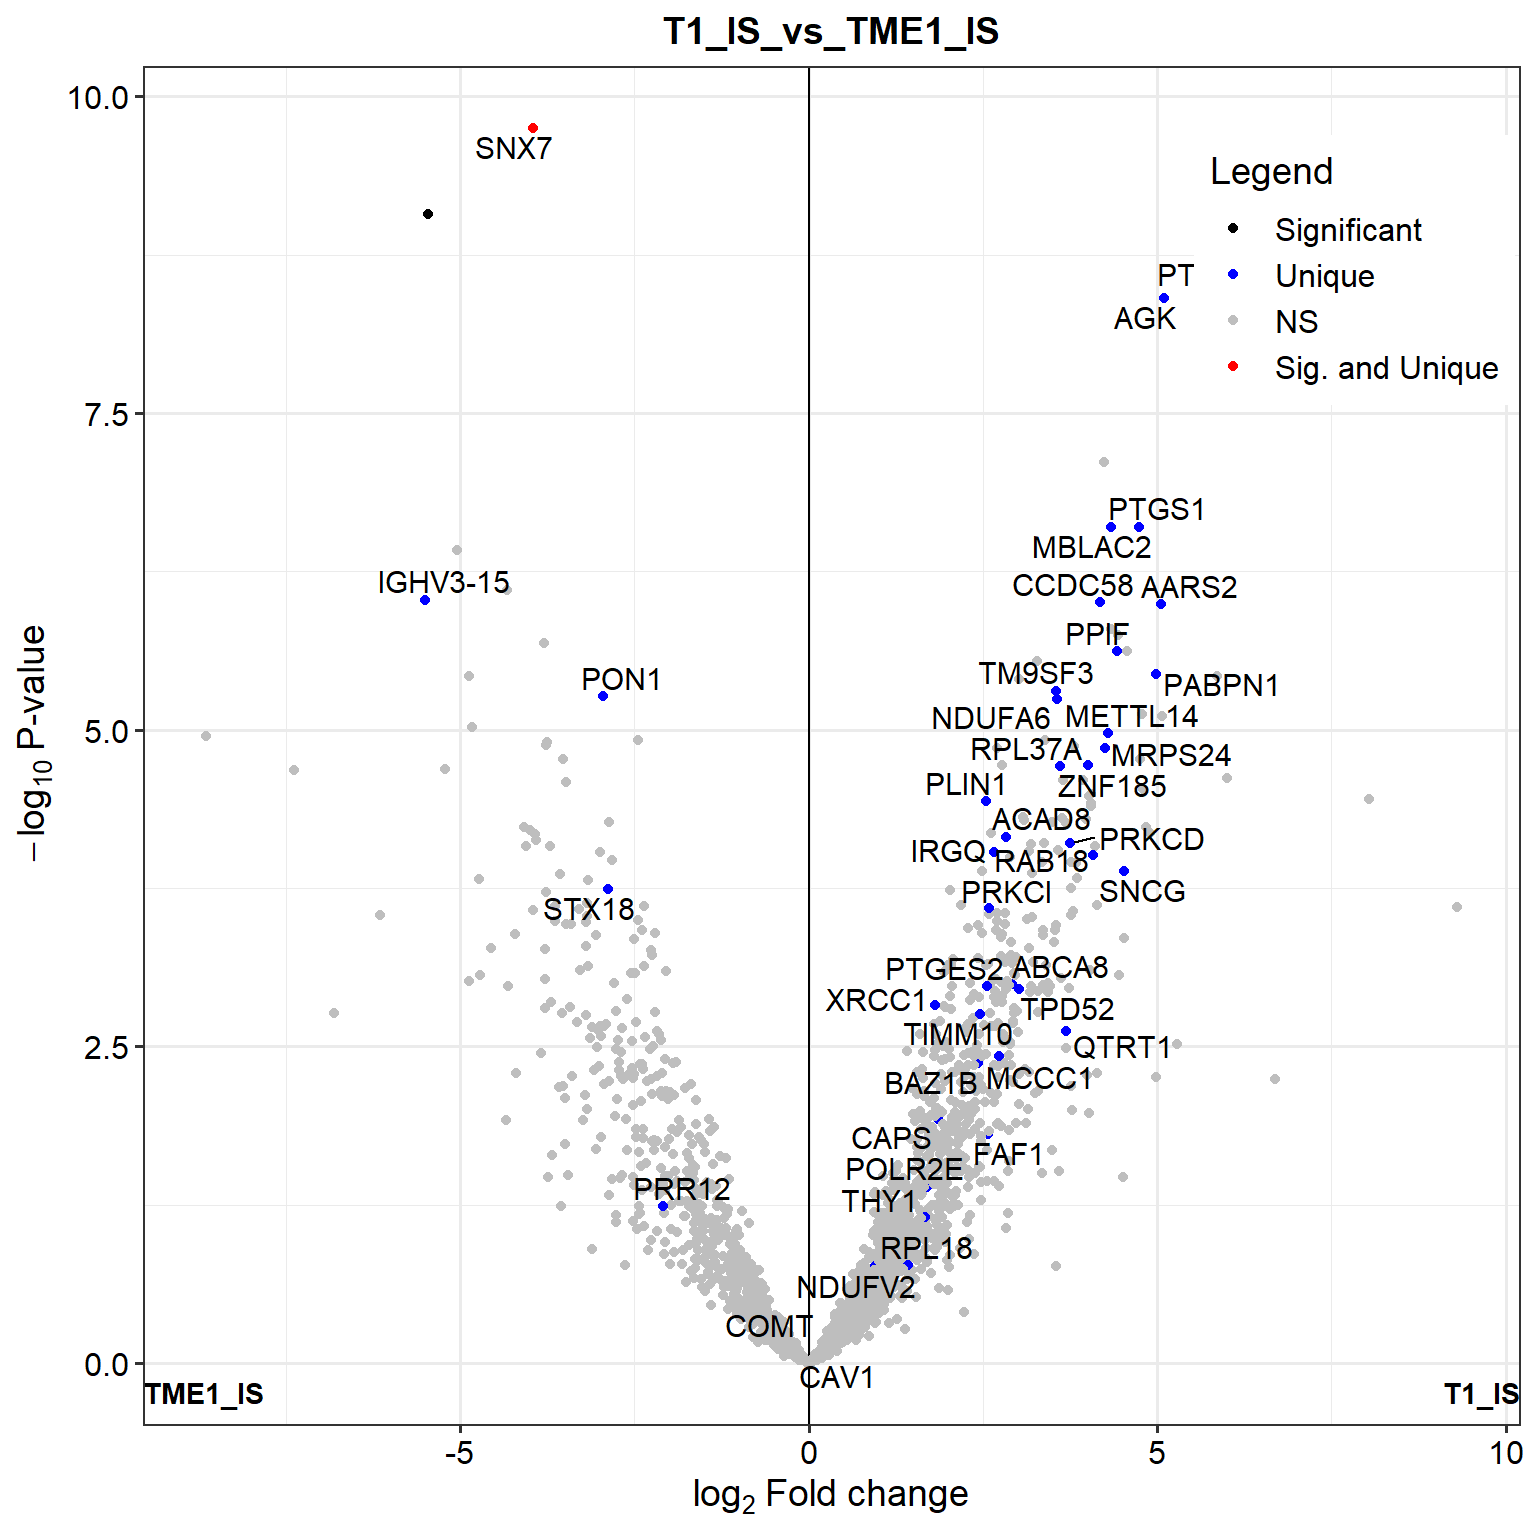 T1_IS_vs_TME1_IS
10.0
SNX7
Legend
Significant
PT
Unique
AGK
NS
Sig. and Unique
7.5
PTGS1
MBLAC2
IGHV3-15
CCDC58
AARS2
PPIF
PON1
TM9SF3
PABPN1
NDUFA6
METTL14
5.0
RPL37A
MRPS24
PLIN1
ZNF185
ACAD8
PRKCD
IRGQ
RAB18
STX18
PRKCI
SNCG
PTGES2
ABCA8
XRCC1
TPD52
TIMM10
2.5
QTRT1
BAZ1B
MCCC1
CAPS
FAF1
POLR2E
PRR12
THY1
RPL18
NDUFV2
COMT
0.0
CAV1
TME1_IS
T1_IS
-5
0
5
10
log2 Fold change
−log10 P-value